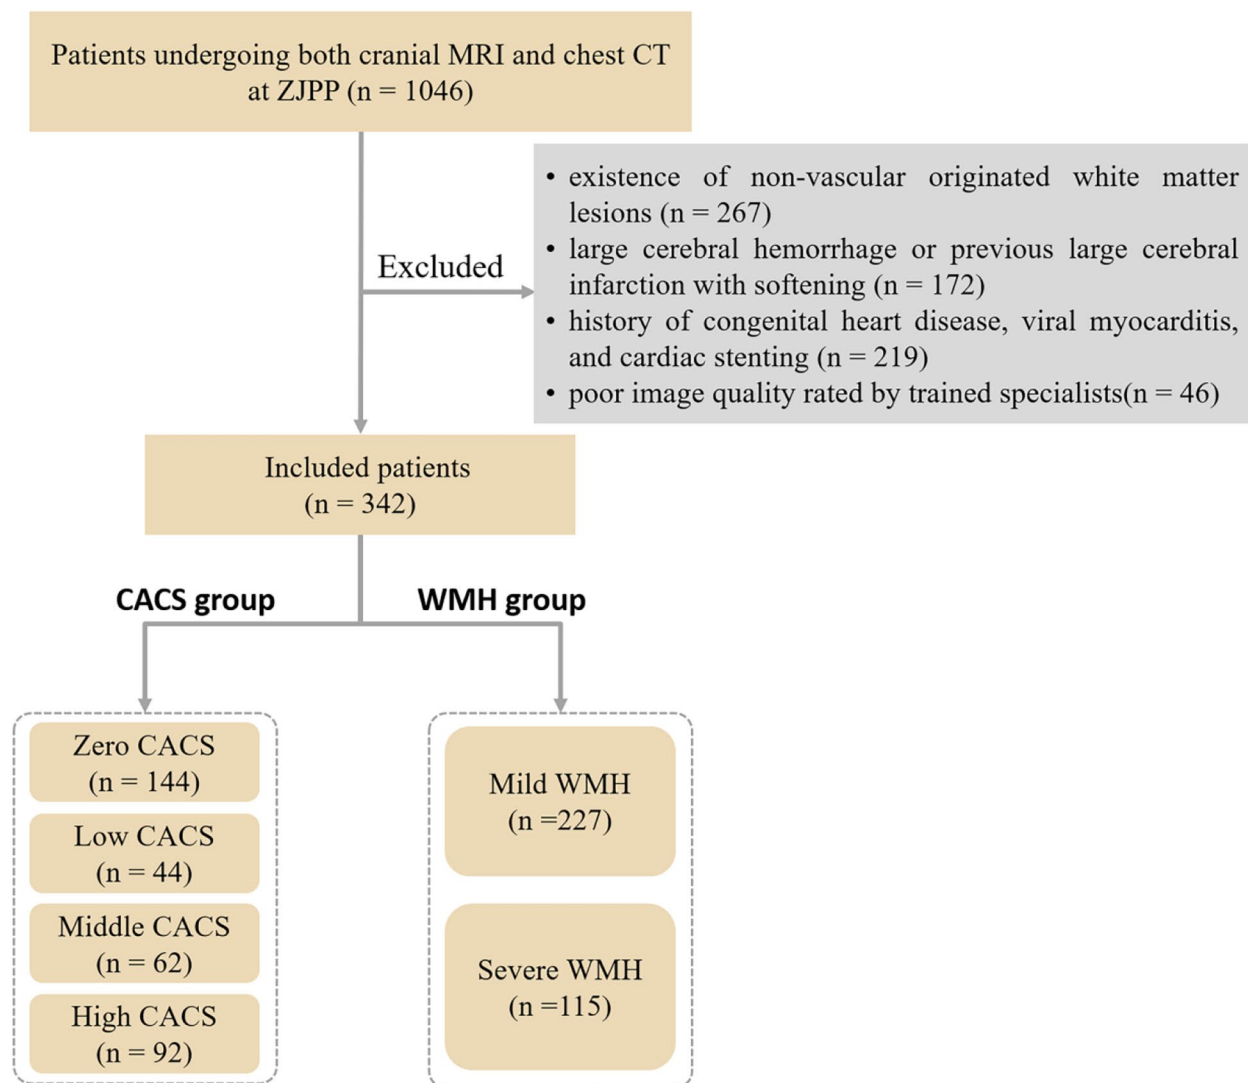 Patients undergoing both cranial MRI and chest CT
at ZJPP (n = 1046)
• existence of non-vascular originated white matter
lesions (n = 267)
• large cerebral hemorrhage or previous large cerebral
infarction with softening (n = 172)
• history of congenital heart disease, viral myocarditis,
and cardiac stenting (n = 219)
• poor image quality rated by trained specialists(n = 46)
Excluded
Included patients
(n = 342)
CACS group
WMH group
Zero CACS
(n = 144)
Low CACS
(n = 44)
Middle CACS
(n = 62)
High CACS
(n = 92)
Mild WMH
(n =227)
Severe WMH
(n =115)